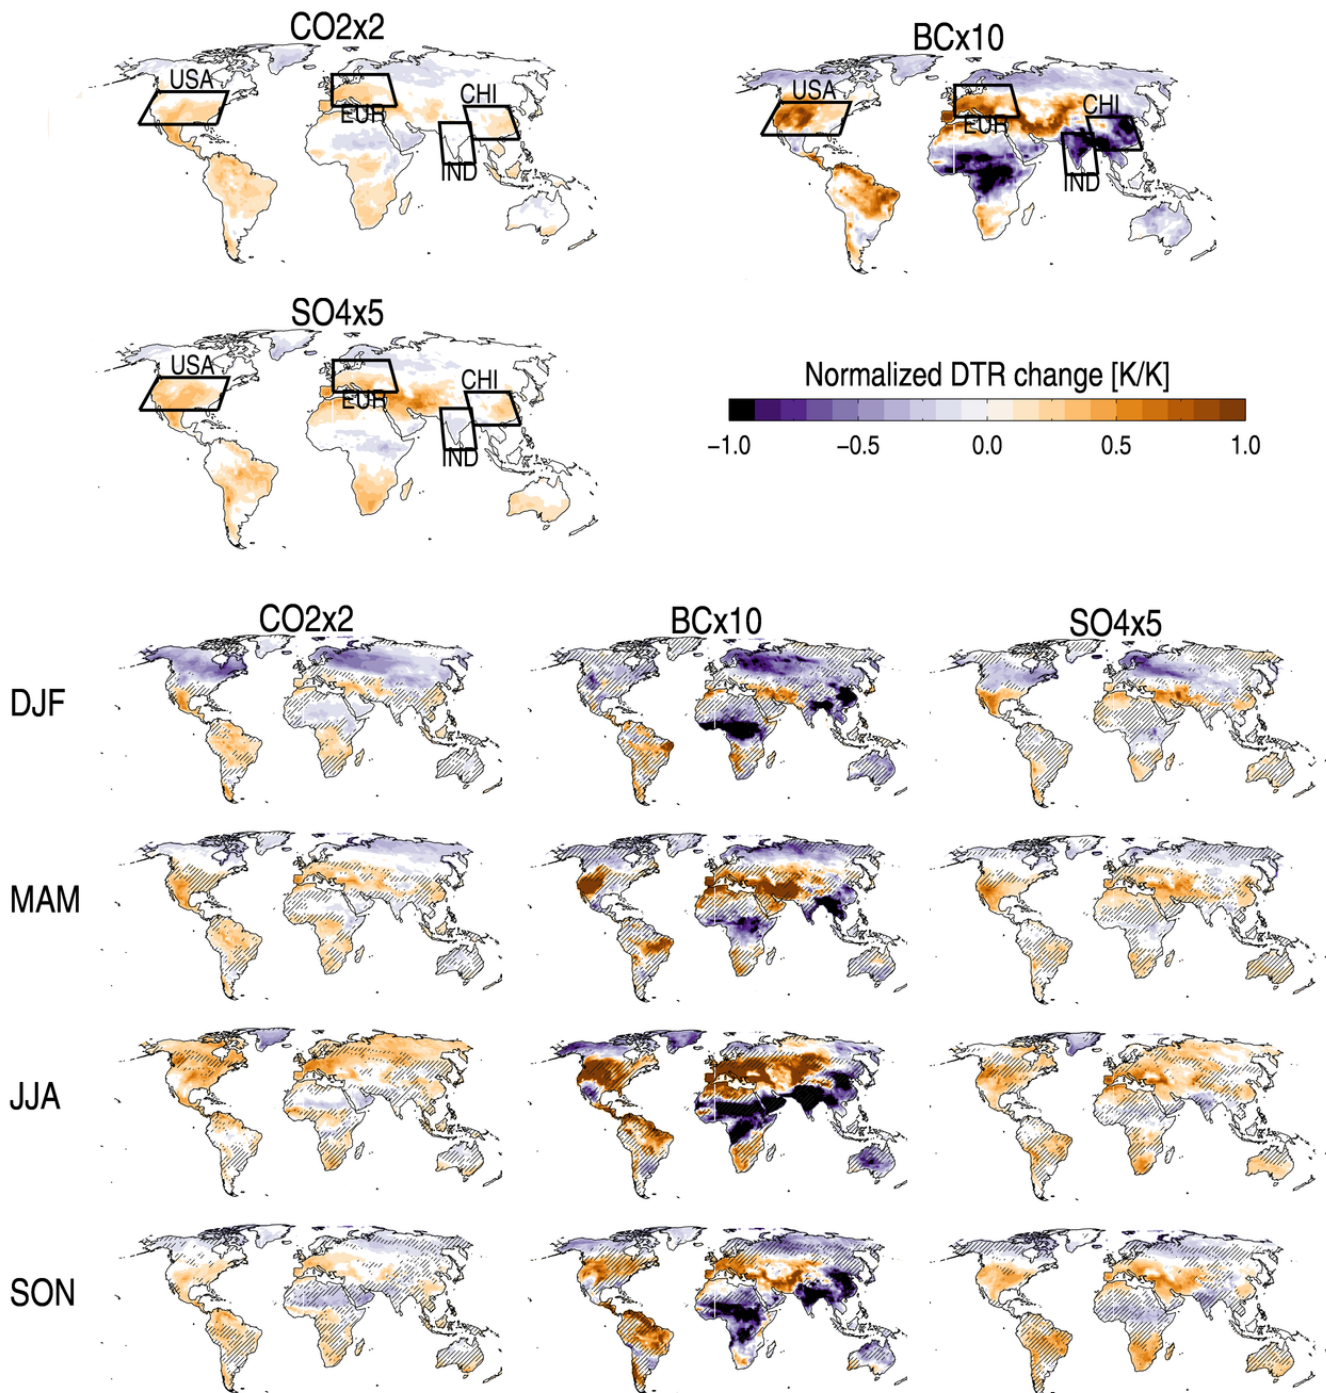 CO2x2
USA
EUR
CHI
IND
BCx10
USA
EUR
CHI
IND
SO4x5
USA
EUR
CHI
IND
Normalized DTR change [K/K]
−1.0 −0.5 0.0 0.5 1.0
CO2x2 BCx10 SO4x5
DJF
MAM
JJA
SON